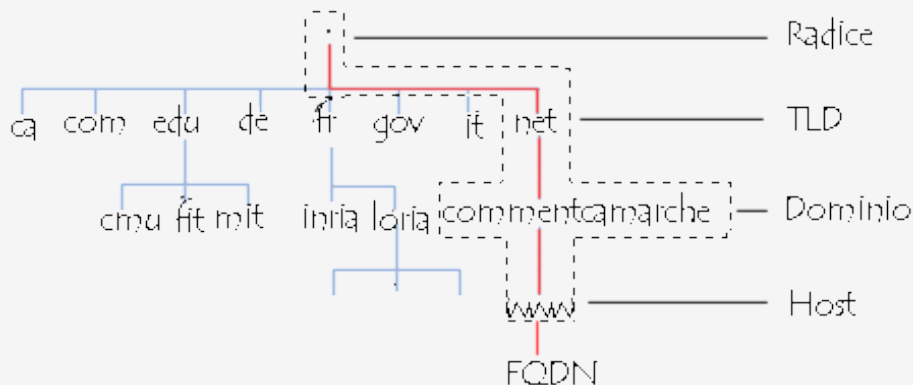 . Radice
ca com edu de fr gov it net TLD
cmu fit mit inria loria commentcamarche Dominio
www Host
FQDN